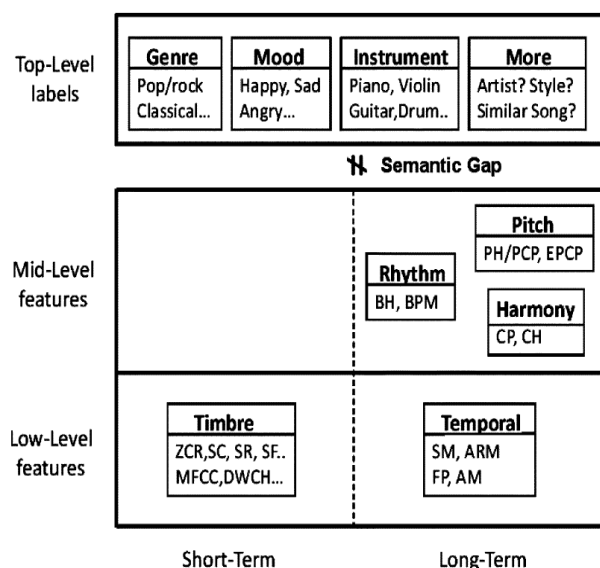 Top-Level
labels
Genre
Pop/rock
Classical...
Mood
Happy, Sad
Angry...
Instrument
Piano, Violin
Guitar,Drum..
More
Artist? Style?
Similar Song?
Semantic Gap
Mid-Level
features
Pitch
PH/PCP, EPCP
Rhythm
BH, BPM
Harmony
CP, CH
Low-Level
features
Timbre
ZCR,SC, SR, SF..
MFCC,DWCH...
Temporal
SM, ARM
FP, AM
Short-Term
Long-Term